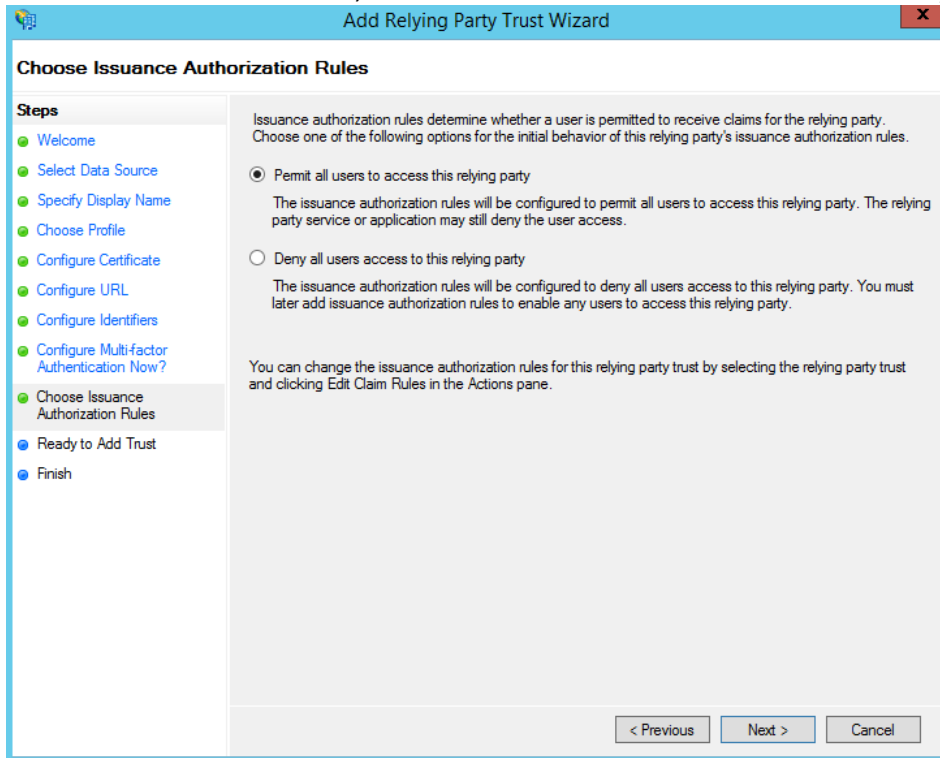 Add Relying Party Trust Wizard
X
Choose Issuance Authorization Rules
Steps
Welcome
Select Data Source
Specify Display Name
Choose Profile
Configure Certificate
Configure URL
Configure Identifiers
Configure Multi-factor
Authentication Now?
Choose Issuance
Authorization Rules
Ready to Add Trust
Finish
Issuance authorization rules determine whether a user is permitted to receive claims for the relying party.
Choose one of the following options for the initial behavior of this relying party's issuance authorization rules.
Permit all users to access this relying party
The issuance authorization rules will be configured to permit all users to access this relying party. The relying
party service or application may still deny the user access.
Deny all users access to this relying party
The issuance authorization rules will be configured to deny all users access to this relying party. You must
later add issuance authorization rules to enable any users to access this relying party.
You can change the issuance authorization rules for this relying party trust by selecting the relying party trust
and clicking Edit Claim Rules in the Actions pane.
< Previous
Next >
Cancel